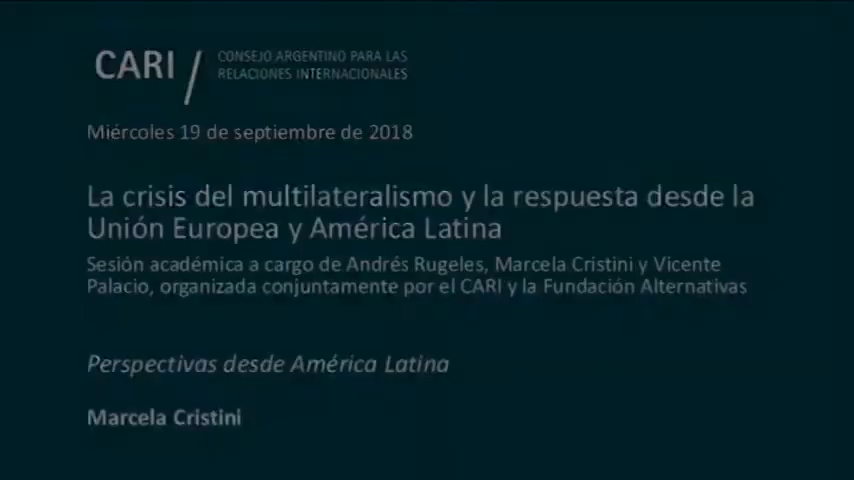 CARI
CONSEJO ARGENTINO PARA LAS
RELACIONES INTERNACIONALES
Miércoles 19 de septiembre de 2018
La crisis del multilateralismo y la respuesta desde la
Unión Europea y América Latina
Sesión académica a cargo de Andrés Rugeles, Marcela Cristini y Vicente
Palacio, organizada conjuntamente por el CARI y la Fundación Alternativas
Perspectivas desde América Latina
Marcela Cristini